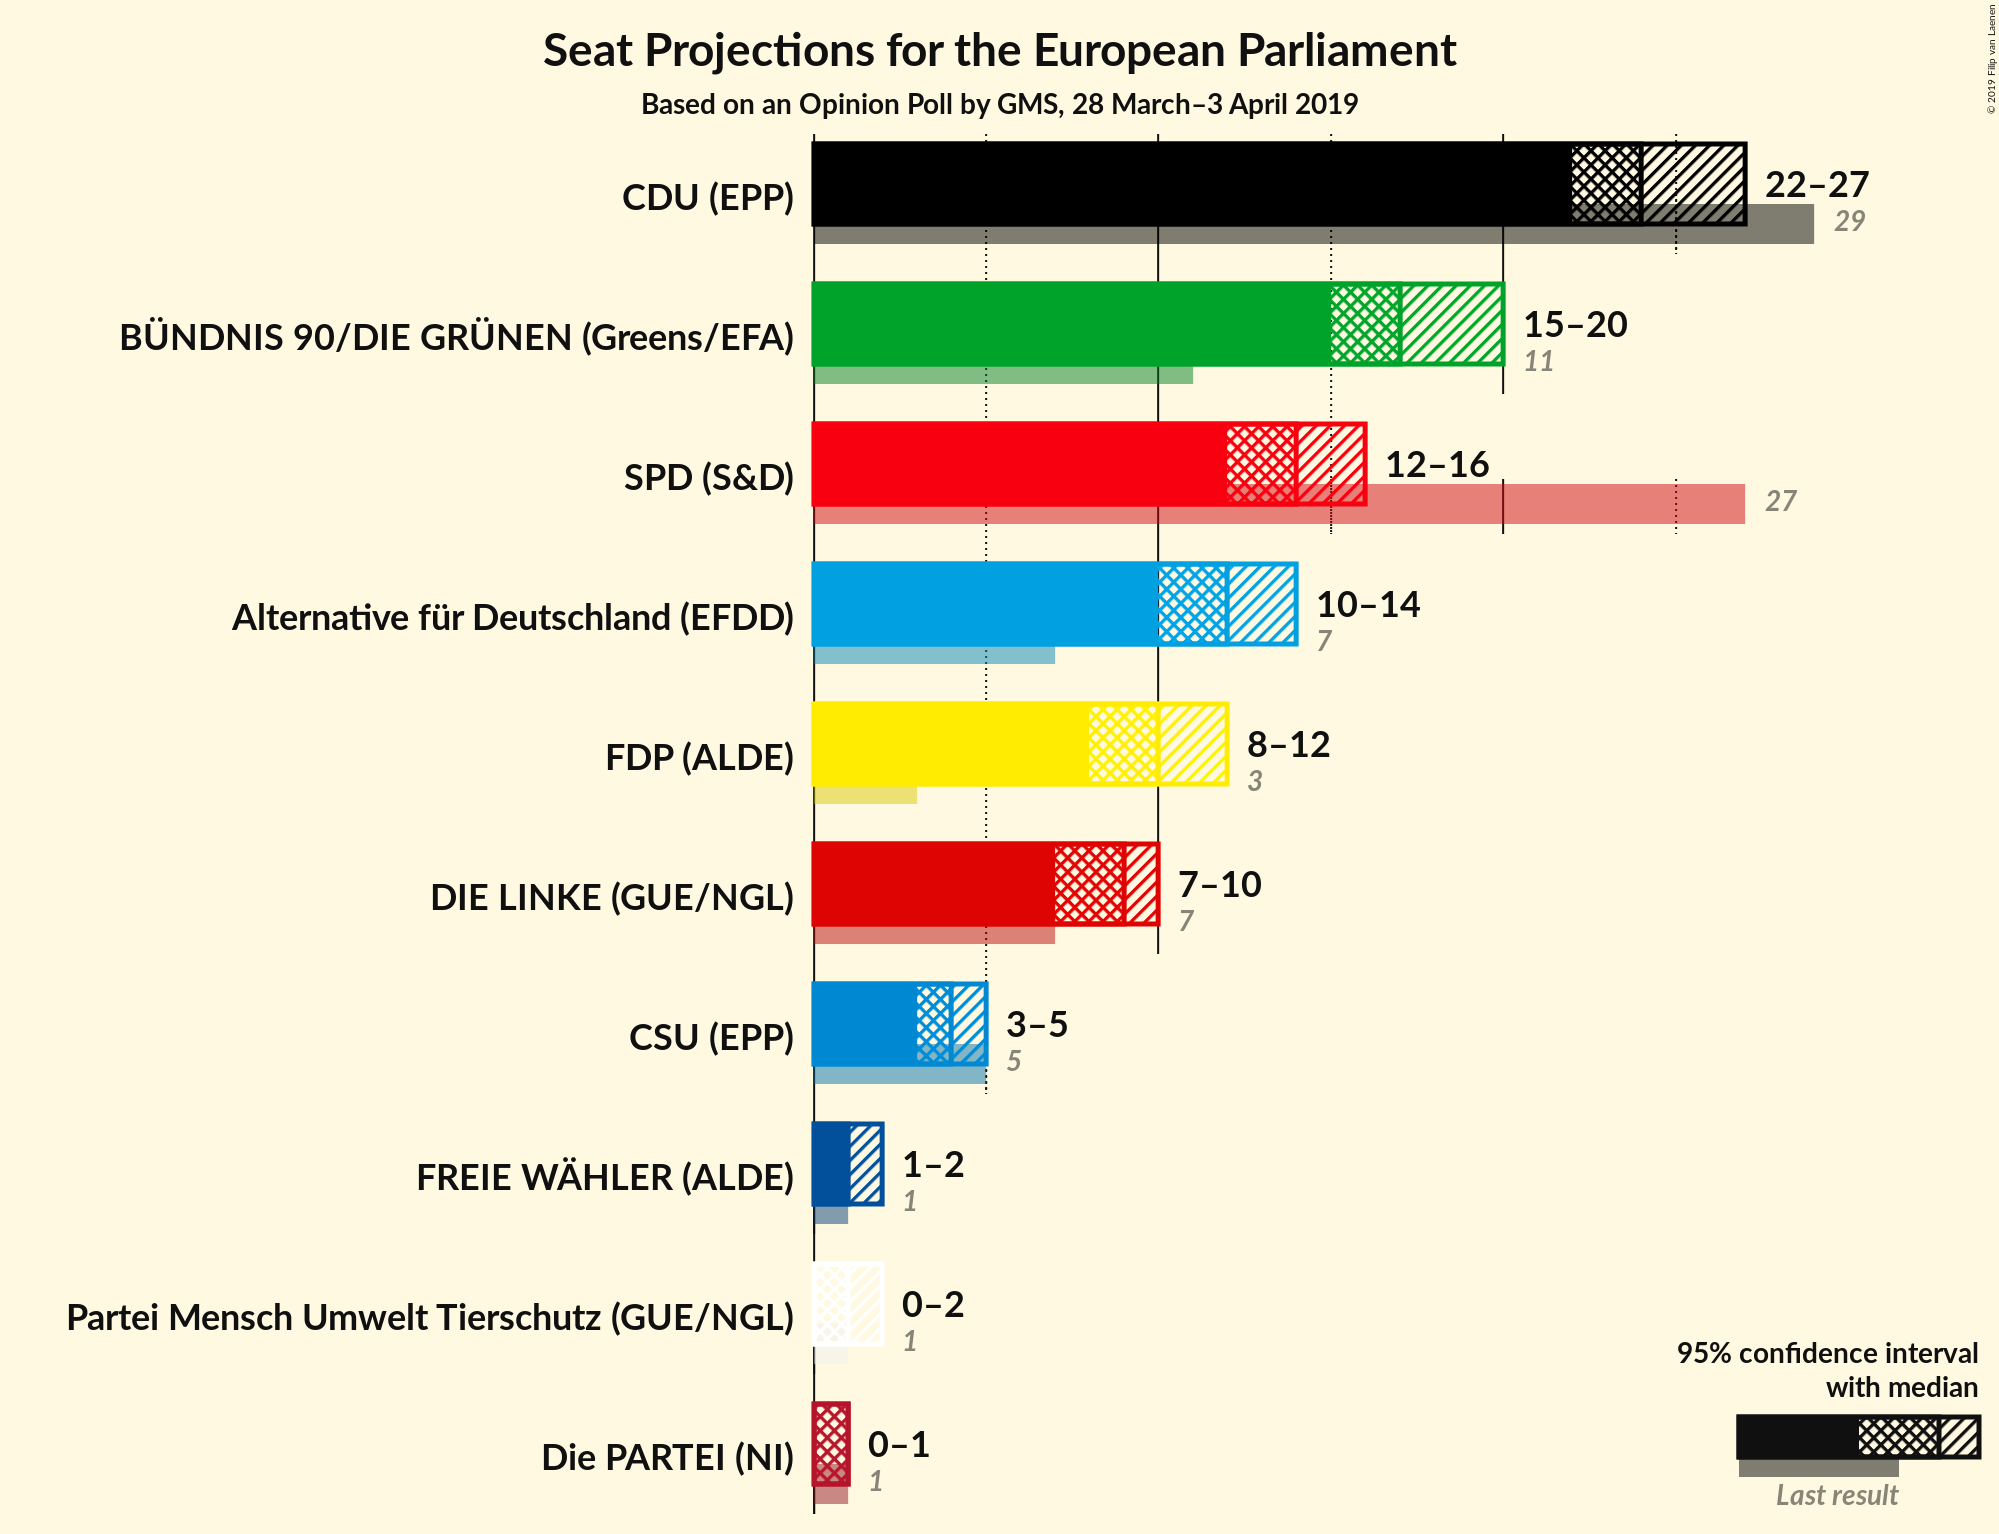 Seat Projections for the European Parliament
Based on an Opinion Poll by GMS, 28 March–3 April 2019
© 2019 Filip van Laenen
CDU (EPP)
22–27
29
BÜNDNIS 90/DIE GRÜNEN (Greens/EFA)
15–20
11
SPD (S&D)
12–16
27
Alternative für Deutschland (EFDD)
10–14
7
FDP (ALDE)
8–12
3
DIE LINKE (GUE/NGL)
7–10
7
CSU (EPP)
3–5
5
FREIE WÄHLER (ALDE)
1–2
1
Partei Mensch Umwelt Tierschutz (GUE/NGL)
0–2
1
Die PARTEI (NI)
0–1
1
95% confidence interval
with median
Last result